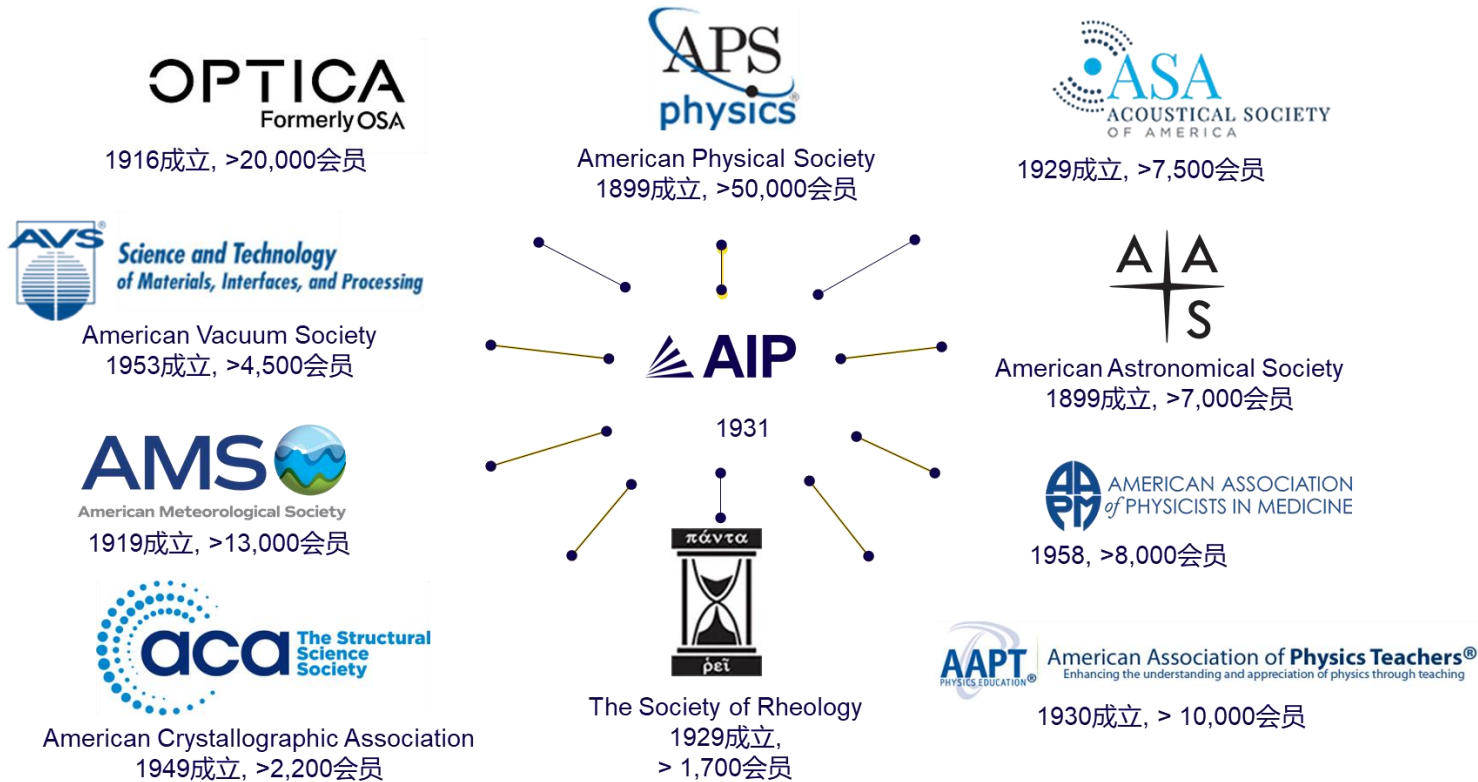 OPTICA
Formerly OSA
1916成立, >20,000会员
APS
physics®
American Physical Society
1899成立, >50,000会员
ASA
ACOUSTICAL SOCIETY
OF AMERICA
1929成立, >7,500会员
AVS®
Science and Technology
of Materials, Interfaces, and Processing
American Vacuum Society
1953成立, >4,500会员
AIP
1931
A A
S
American Astronomical Society
1899成立, >7,000会员
AMS
American Meteorological Society
1919成立, >13,000会员
AAPM
AMERICAN ASSOCIATION
of PHYSICISTS IN MEDICINE
1958, >8,000会员
aca
The Structural
Science
Society
American Crystallographic Association
1949成立, >2,200会员
πάντα
ῥεῖ
The Society of Rheology
1929成立,
> 1,700会员
AAPT
PHYSICS EDUCATION®
American Association of Physics Teachers®
Enhancing the understanding and appreciation of physics through teaching
1930成立, > 10,000会员